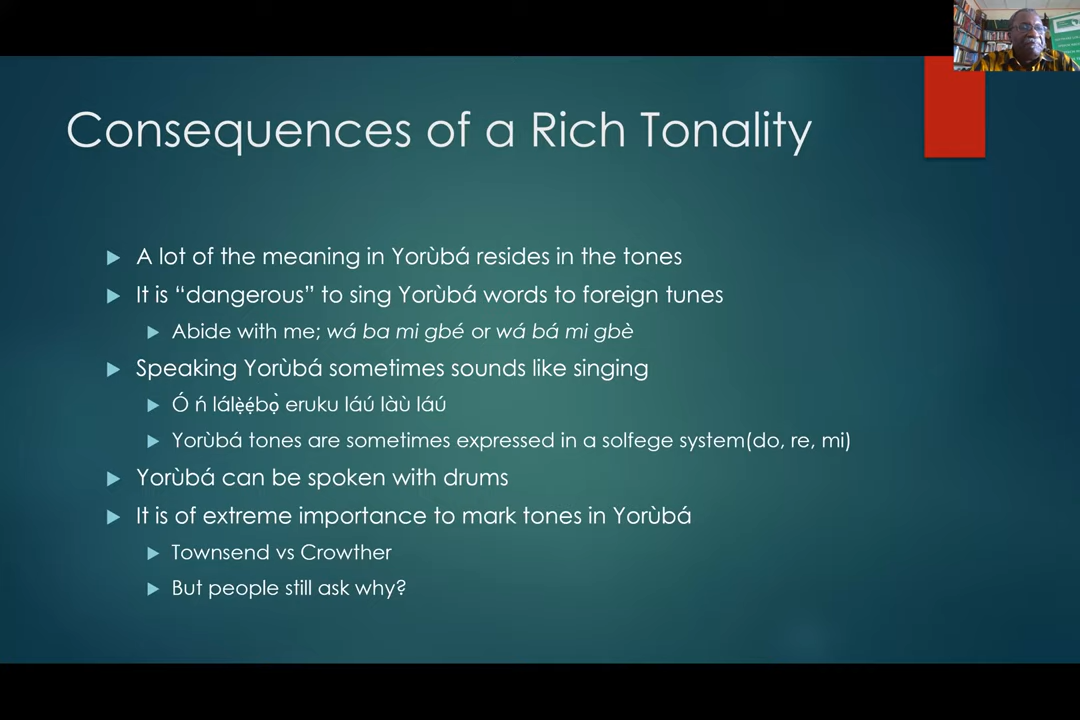 Consequences of a Rich Tonality
A lot of the meaning in Yorùbá resides in the tones
It is “dangerous” to sing Yorùbá words to foreign tunes
Abide with me; wá ba mi gbé or wá bá mi gbè
Speaking Yorùbá sometimes sounds like singing
Ó ń lálẹ̀ẹ́bọ̀ eruku láú làù láú
Yorùbá tones are sometimes expressed in a solfege system(do, re, mi)
Yorùbá can be spoken with drums
It is of extreme importance to mark tones in Yorùbá
Townsend vs Crowther
But people still ask why?